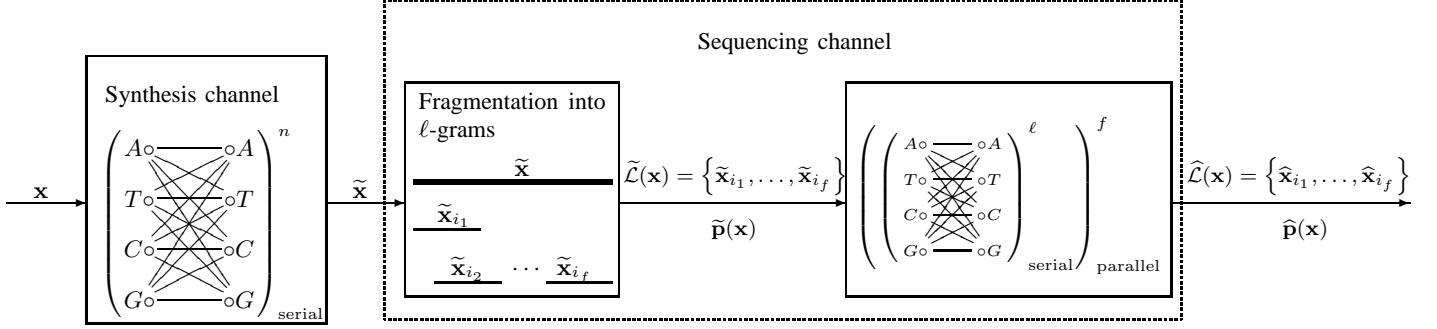 Sequencing channel
Synthesis channel
( A∘ ∘A
T∘ ∘T
C∘ ∘C
G∘ ∘G )
n
serial
Fragmentation into
ℓ-grams
x̃
x̃_{i_1}
x̃_{i_2} ⋯ x̃_{i_f}
x
x̃
L̃(x) = {x̃_{i_1}, …, x̃_{i_f}}
p̃(x)
( ( A∘ ∘A
T∘ ∘T
C∘ ∘C
G∘ ∘G )
ℓ
serial
)
f
parallel
L̂(x) = {x̂_{i_1}, …, x̂_{i_f}}
p̂(x)